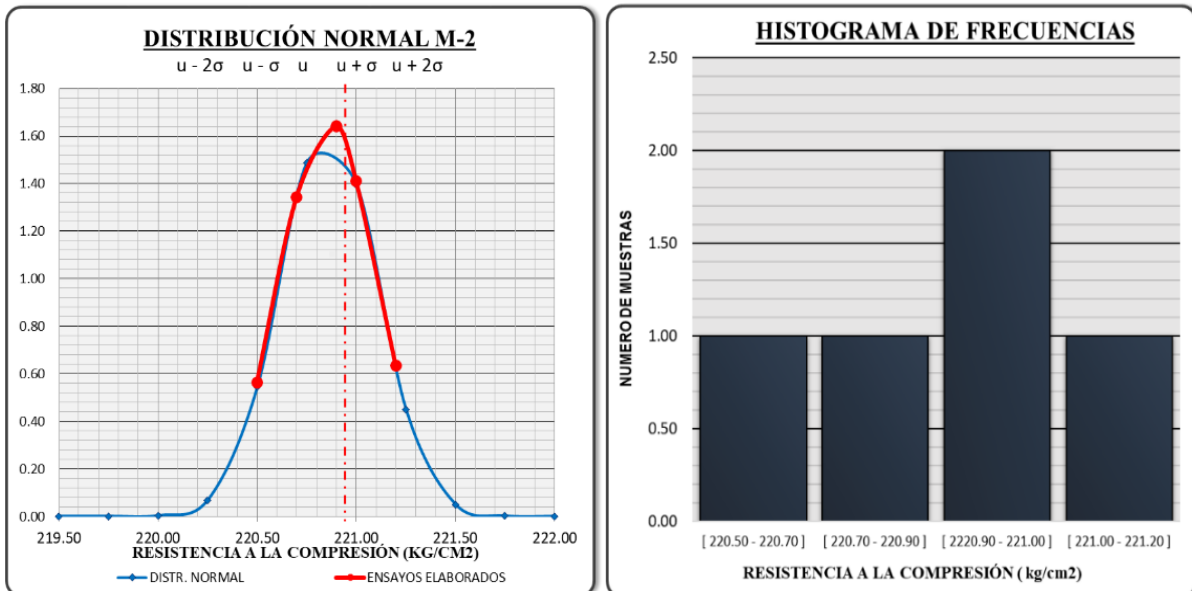 DISTRIBUCIÓN NORMAL M-2
u - 2σ u - σ u u + σ u + 2σ
1.80
1.60
1.40
1.20
1.00
0.80
0.60
0.40
0.20
0.00
219.50 220.00 220.50 221.00 221.50 222.00
RESISTENCIA A LA COMPRESIÓN (KG/CM2)
DISTR. NORMAL ENSAYOS ELABORADOS
HISTOGRAMA DE FRECUENCIAS
NUMERO DE MUESTRAS
2.50
2.00
1.50
1.00
0.50
0.00
[ 220.50 - 220.70 ] [ 220.70 - 220.90 ] [ 2220.90 - 221.00 ] [ 221.00 - 221.20 ]
RESISTENCIA A LA COMPRESIÓN ( kg/cm2)